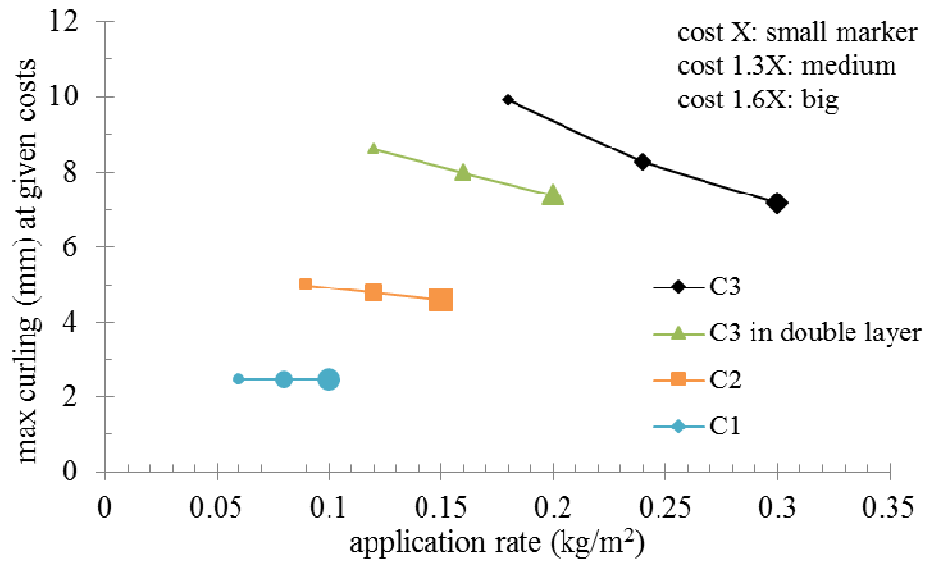 12
10
8
6
4
2
0
max curling (mm) at given costs
cost X: small marker
cost 1.3X: medium
cost 1.6X: big
C3
C3 in double layer
C2
C1
0 0.05 0.1 0.15 0.2 0.25 0.3 0.35
application rate (kg/m²)